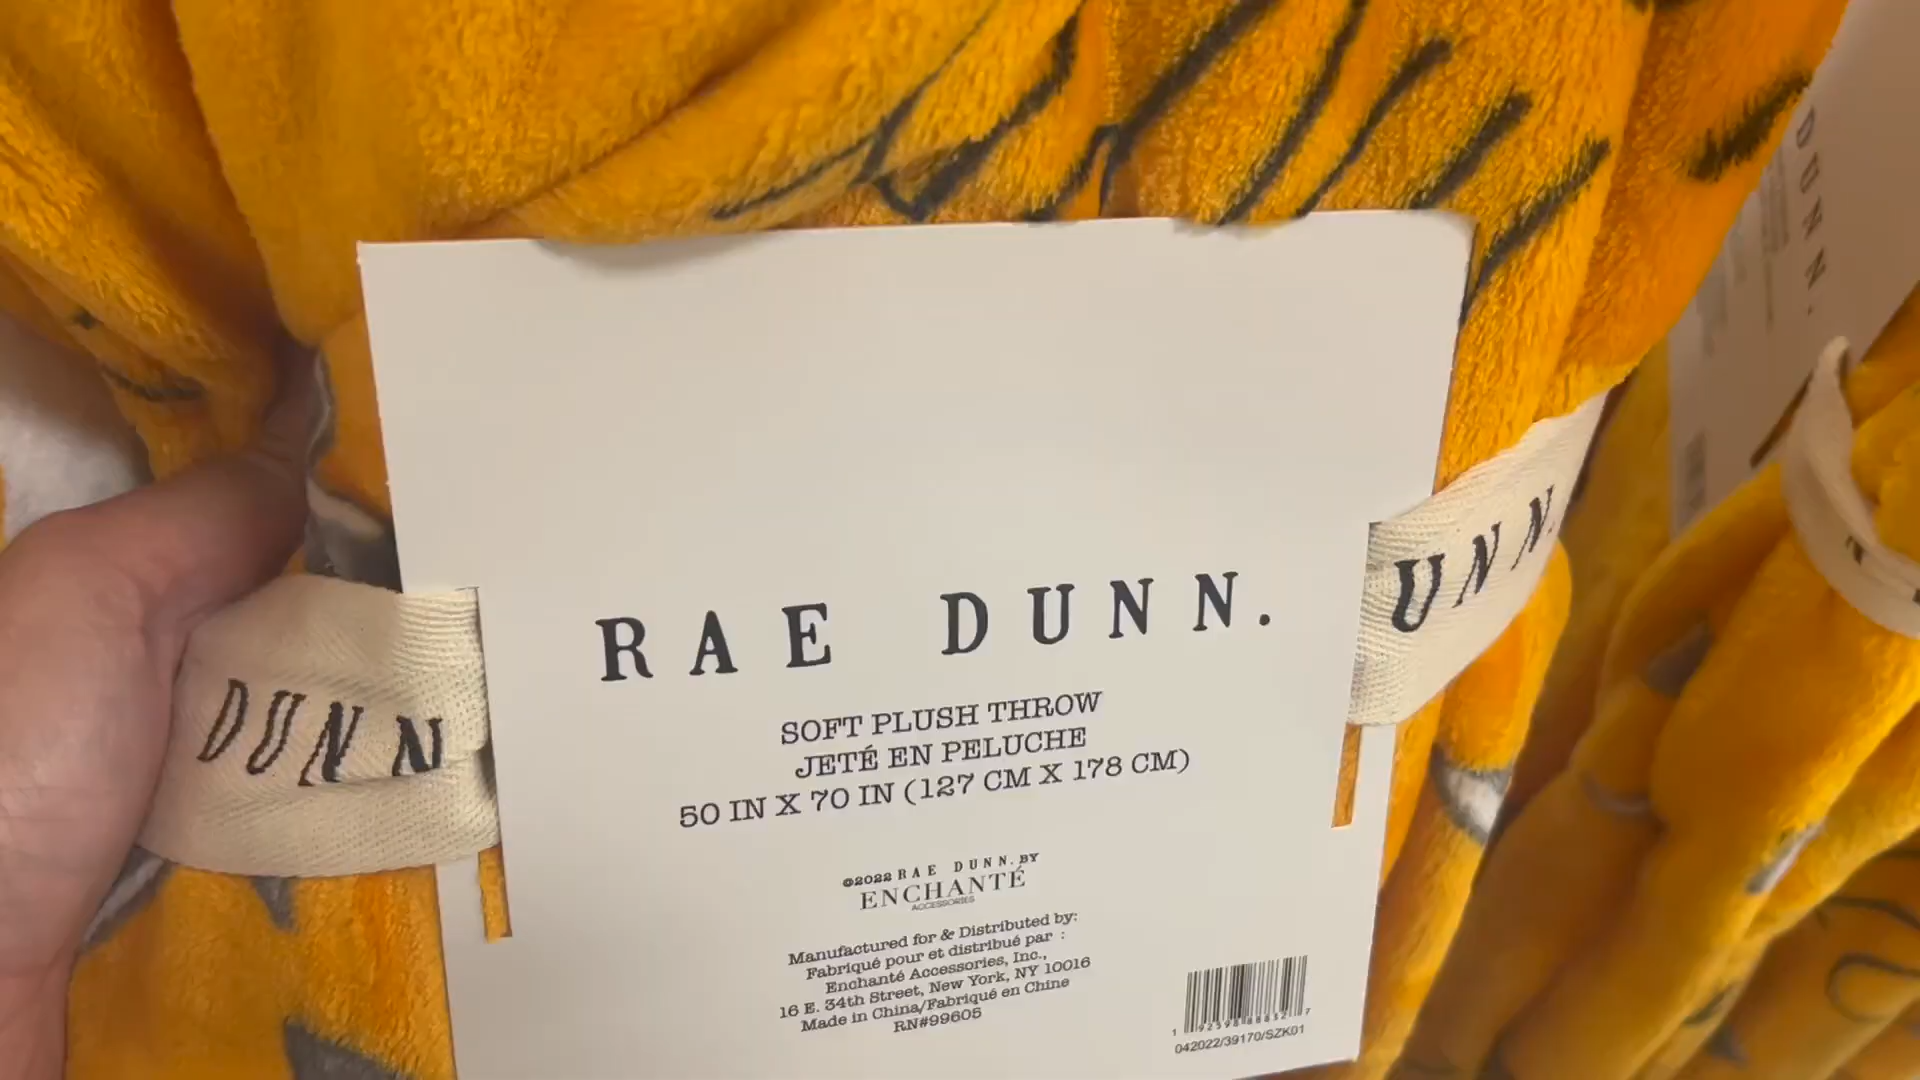 RAE DUNN.
SOFT PLUSH THROW
JETÉ EN PELUCHE
50 IN X 70 IN (127 CM X 178 CM)
©2022 RAE DUNN. BY
ENCHANTÉ
ACCESSORIES
Manufactured for & Distributed by:
Fabriqué pour et distribué par :
Enchanté Accessories, Inc.,
16 E. 34th Street, New York, NY 10016
Made in China/Fabriqué en Chine
RN#99605
042022/39170/SZK01
DUNN
UNN.
DUNN.